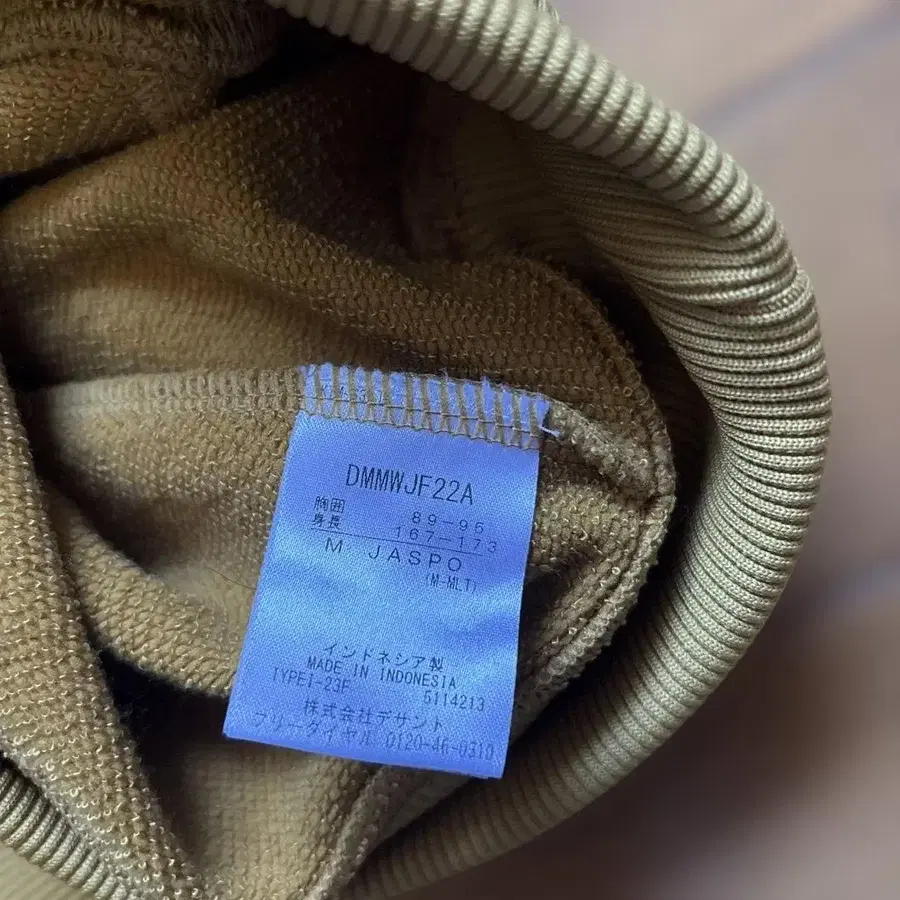 DMMWJF22A
胸囲 89-95
身長 167-173
M JASPO
(M-MLT)
インドネシア製
MADE IN INDONESIA
TYPE1-23F 5114213
株式会社デサント
フリーダイヤル 0120-46-0310